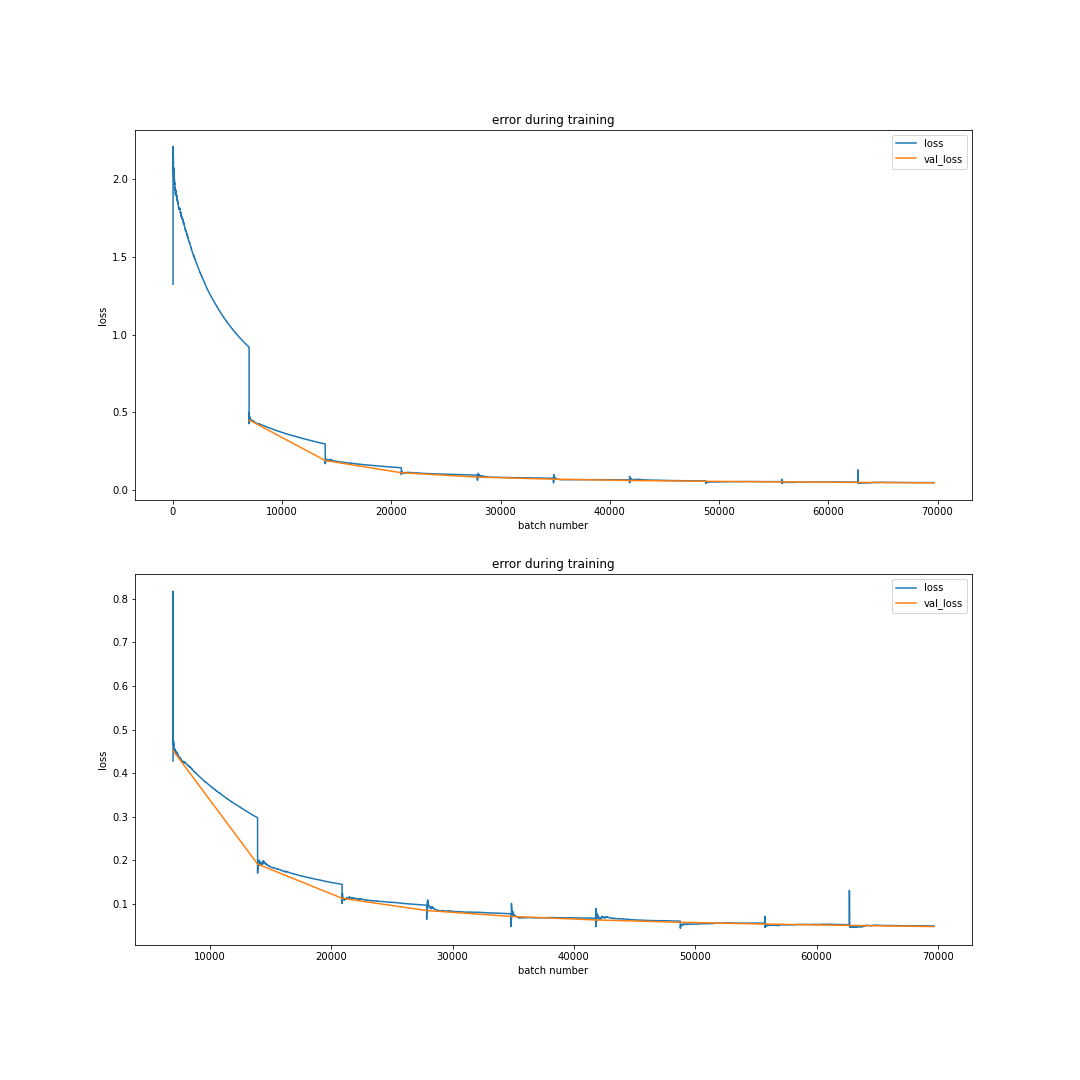 error during training
loss
val_loss
2.0
1.5
1.0
0.5
0.0
loss
0
10000
20000
30000
40000
50000
60000
70000
batch number
error during training
loss
val_loss
0.8
0.7
0.6
0.5
0.4
0.3
0.2
0.1
loss
10000
20000
30000
40000
50000
60000
70000
batch number